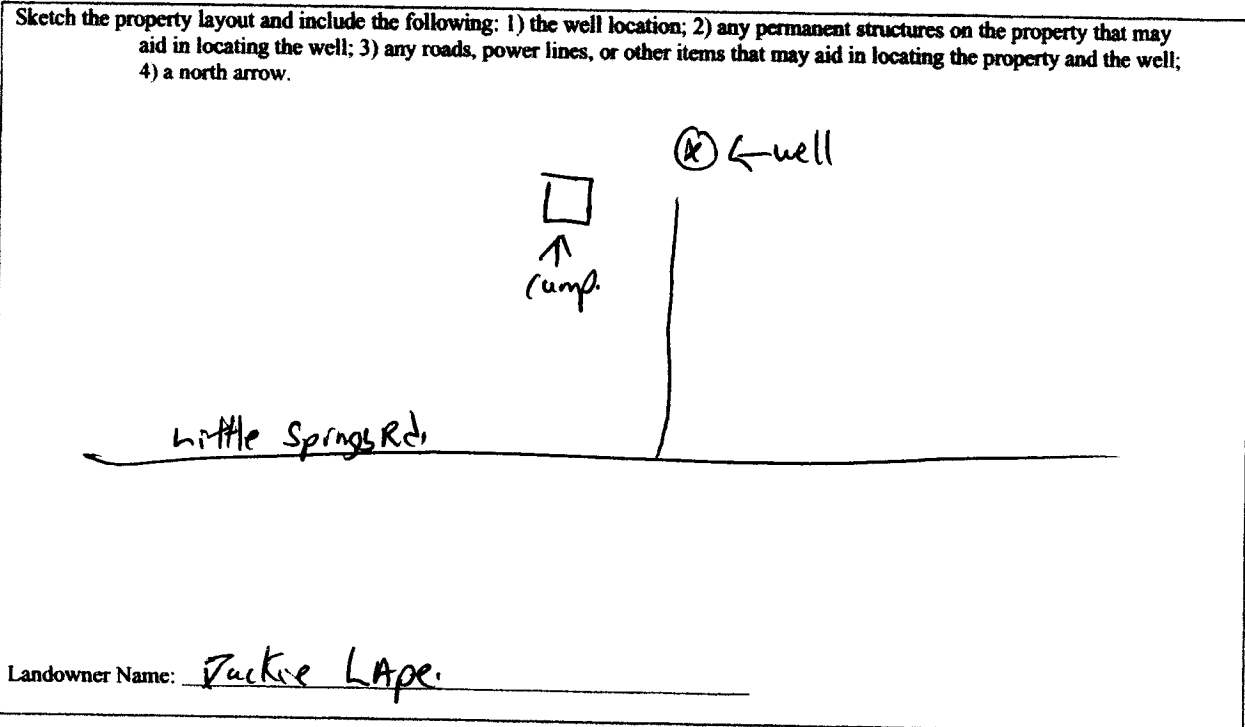 Sketch the property layout and include the following: 1) the well location; 2) any permanent structures on the property that may
aid in locating the well; 3) any roads, power lines, or other items that may aid in locating the property and the well;
4) a north arrow.
well
Little Springs Rd.
Landowner Name: Jackie LApe.